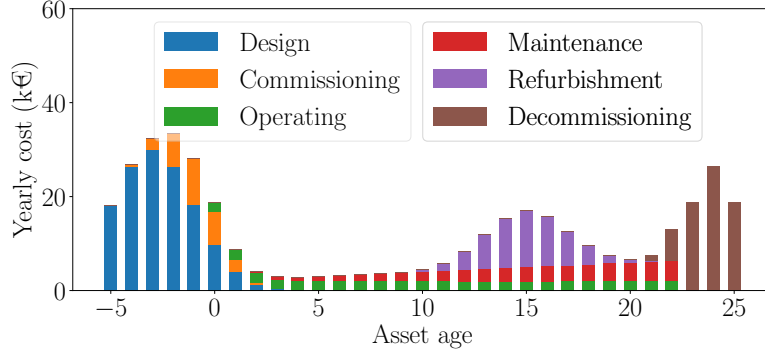 60
40
20
0
Yearly cost (k€)
Design
Commissioning
Operating
Maintenance
Refurbishment
Decommissioning
−5 0 5 10 15 20 25
Asset age